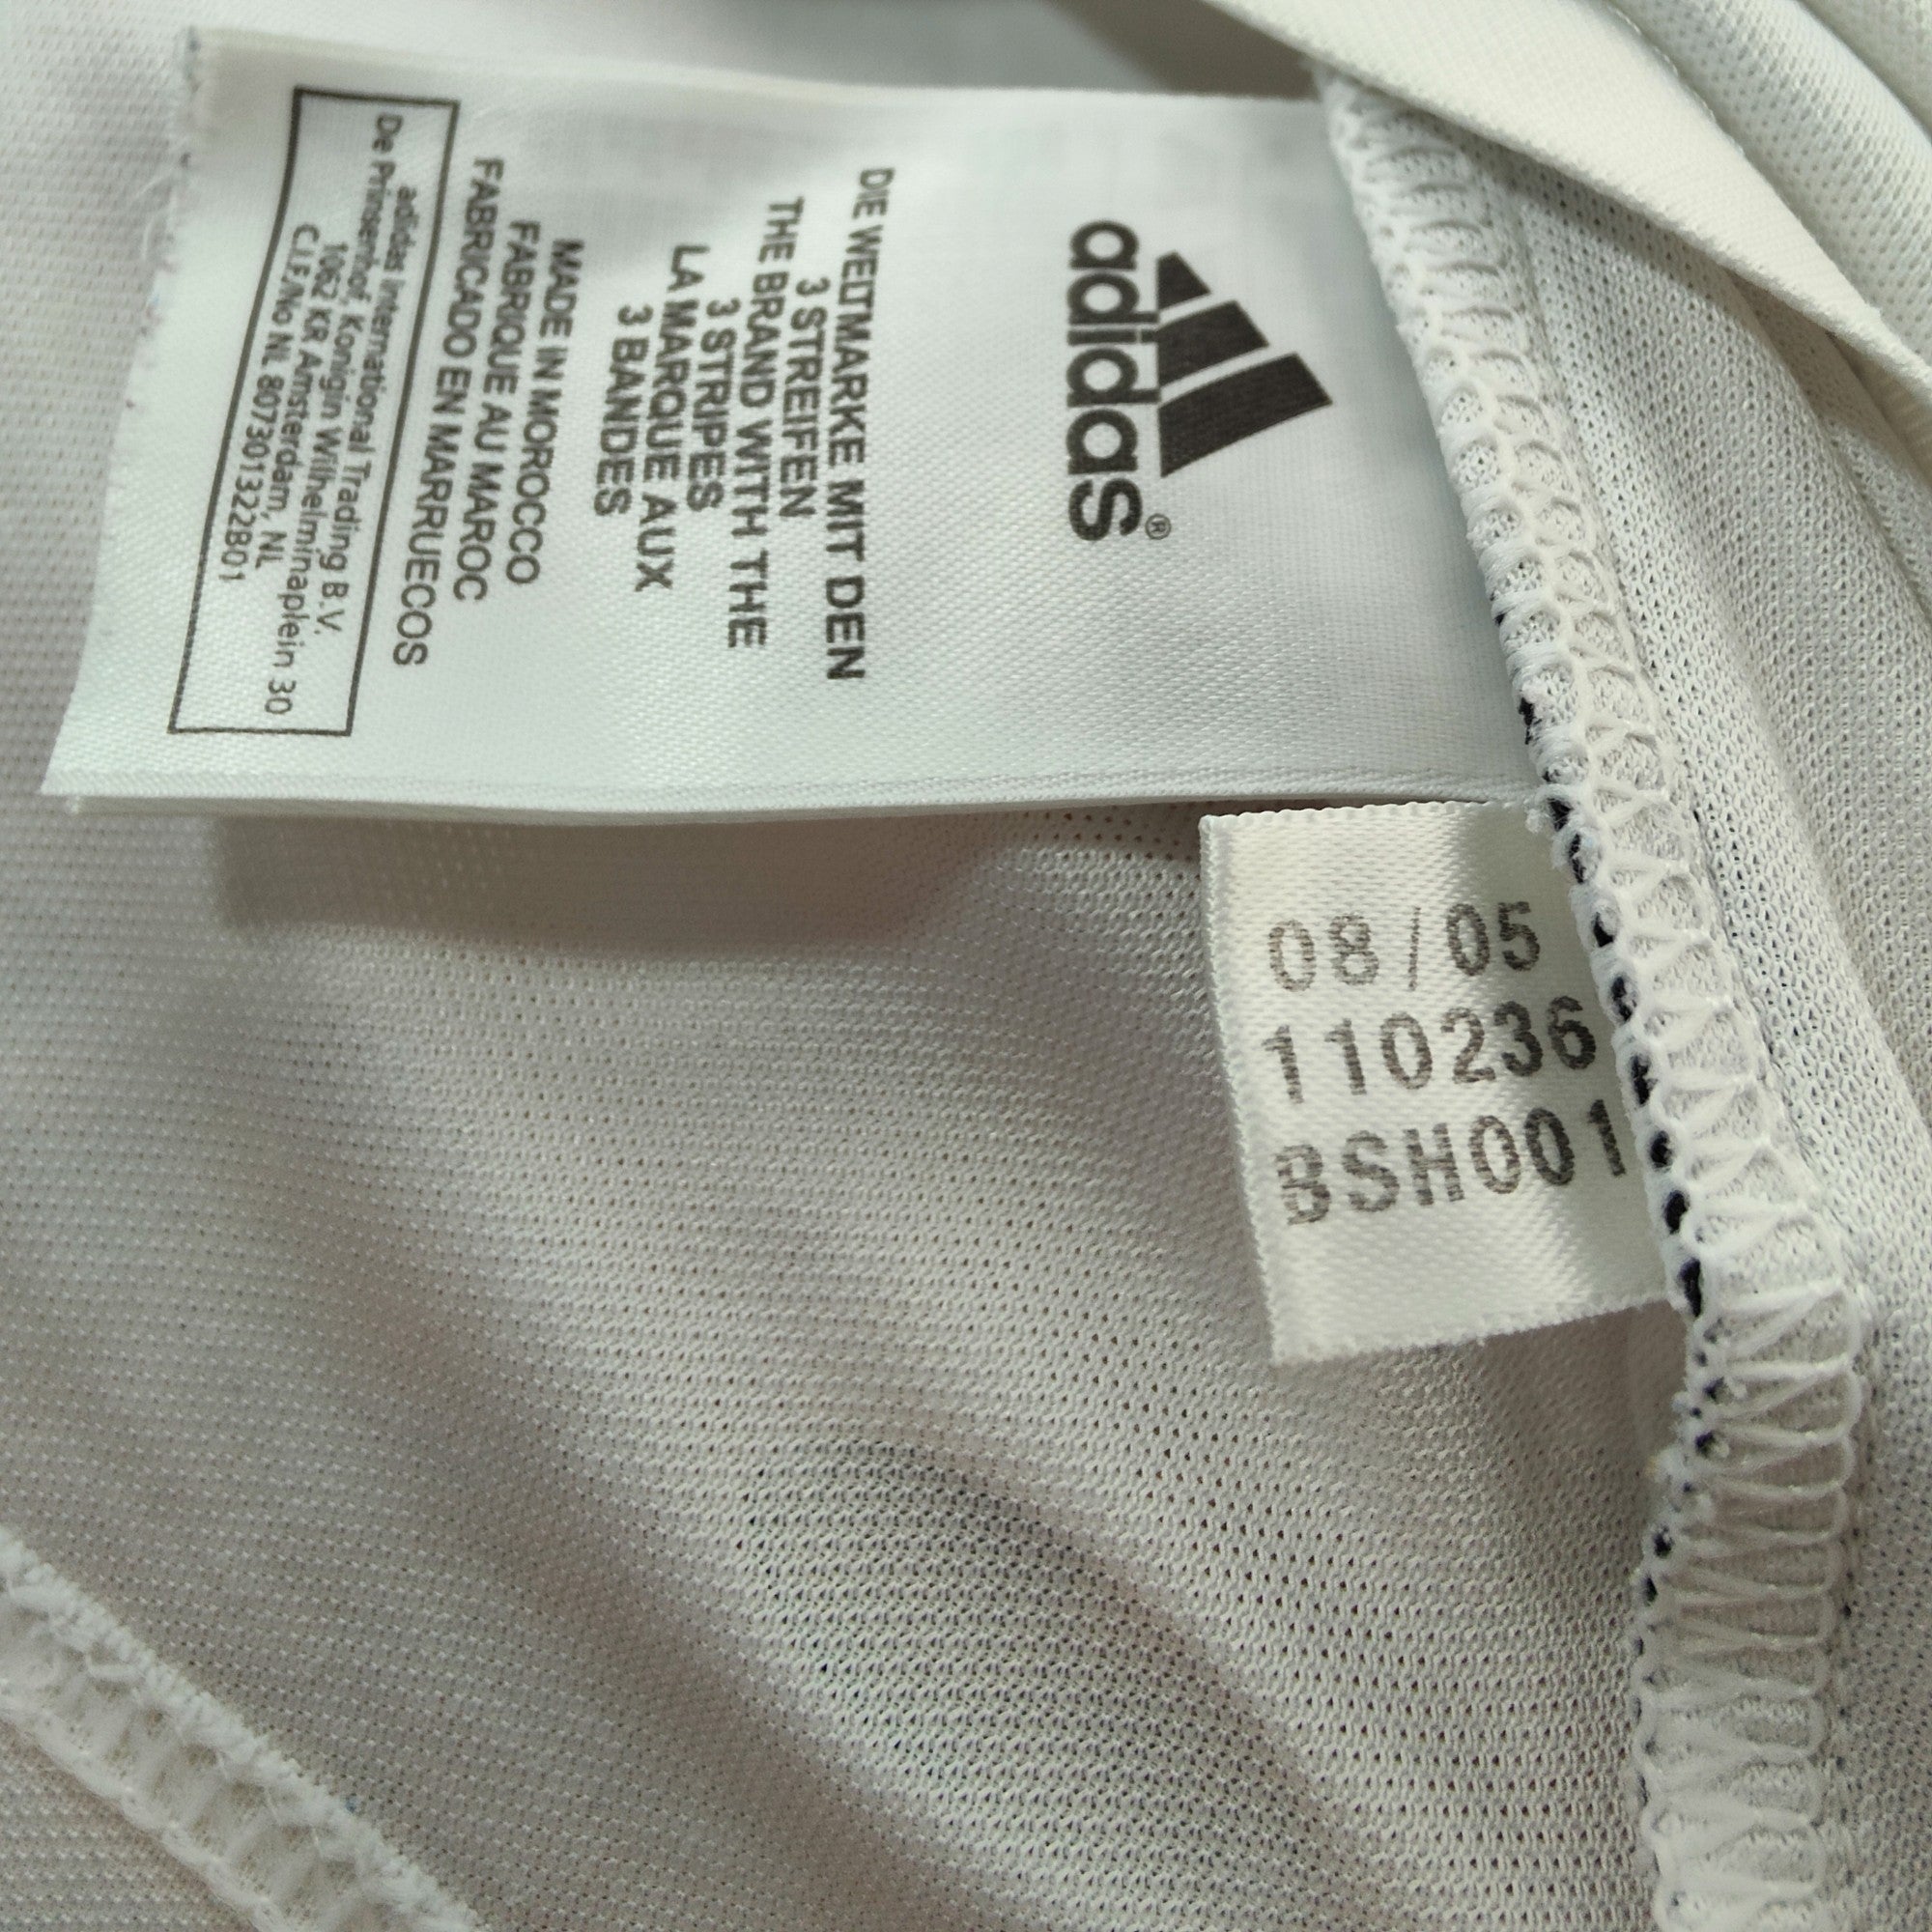 adidas®
DIE WELTMARKE MIT DEN
3 STREIFEN
THE BRAND WITH THE
3 STRIPES
LA MARQUE AUX
3 BANDES
MADE IN MOROCCO
FABRIQUE AU MAROC
FABRICADO EN MARRUECOS
adidas International Trading B.V.
De Prinsenhof, Konigin Wilhelminaplein 30
1062 KR Amsterdam, NL
C.I.F./No NL 807301322B01
08/05
110236
BSH001